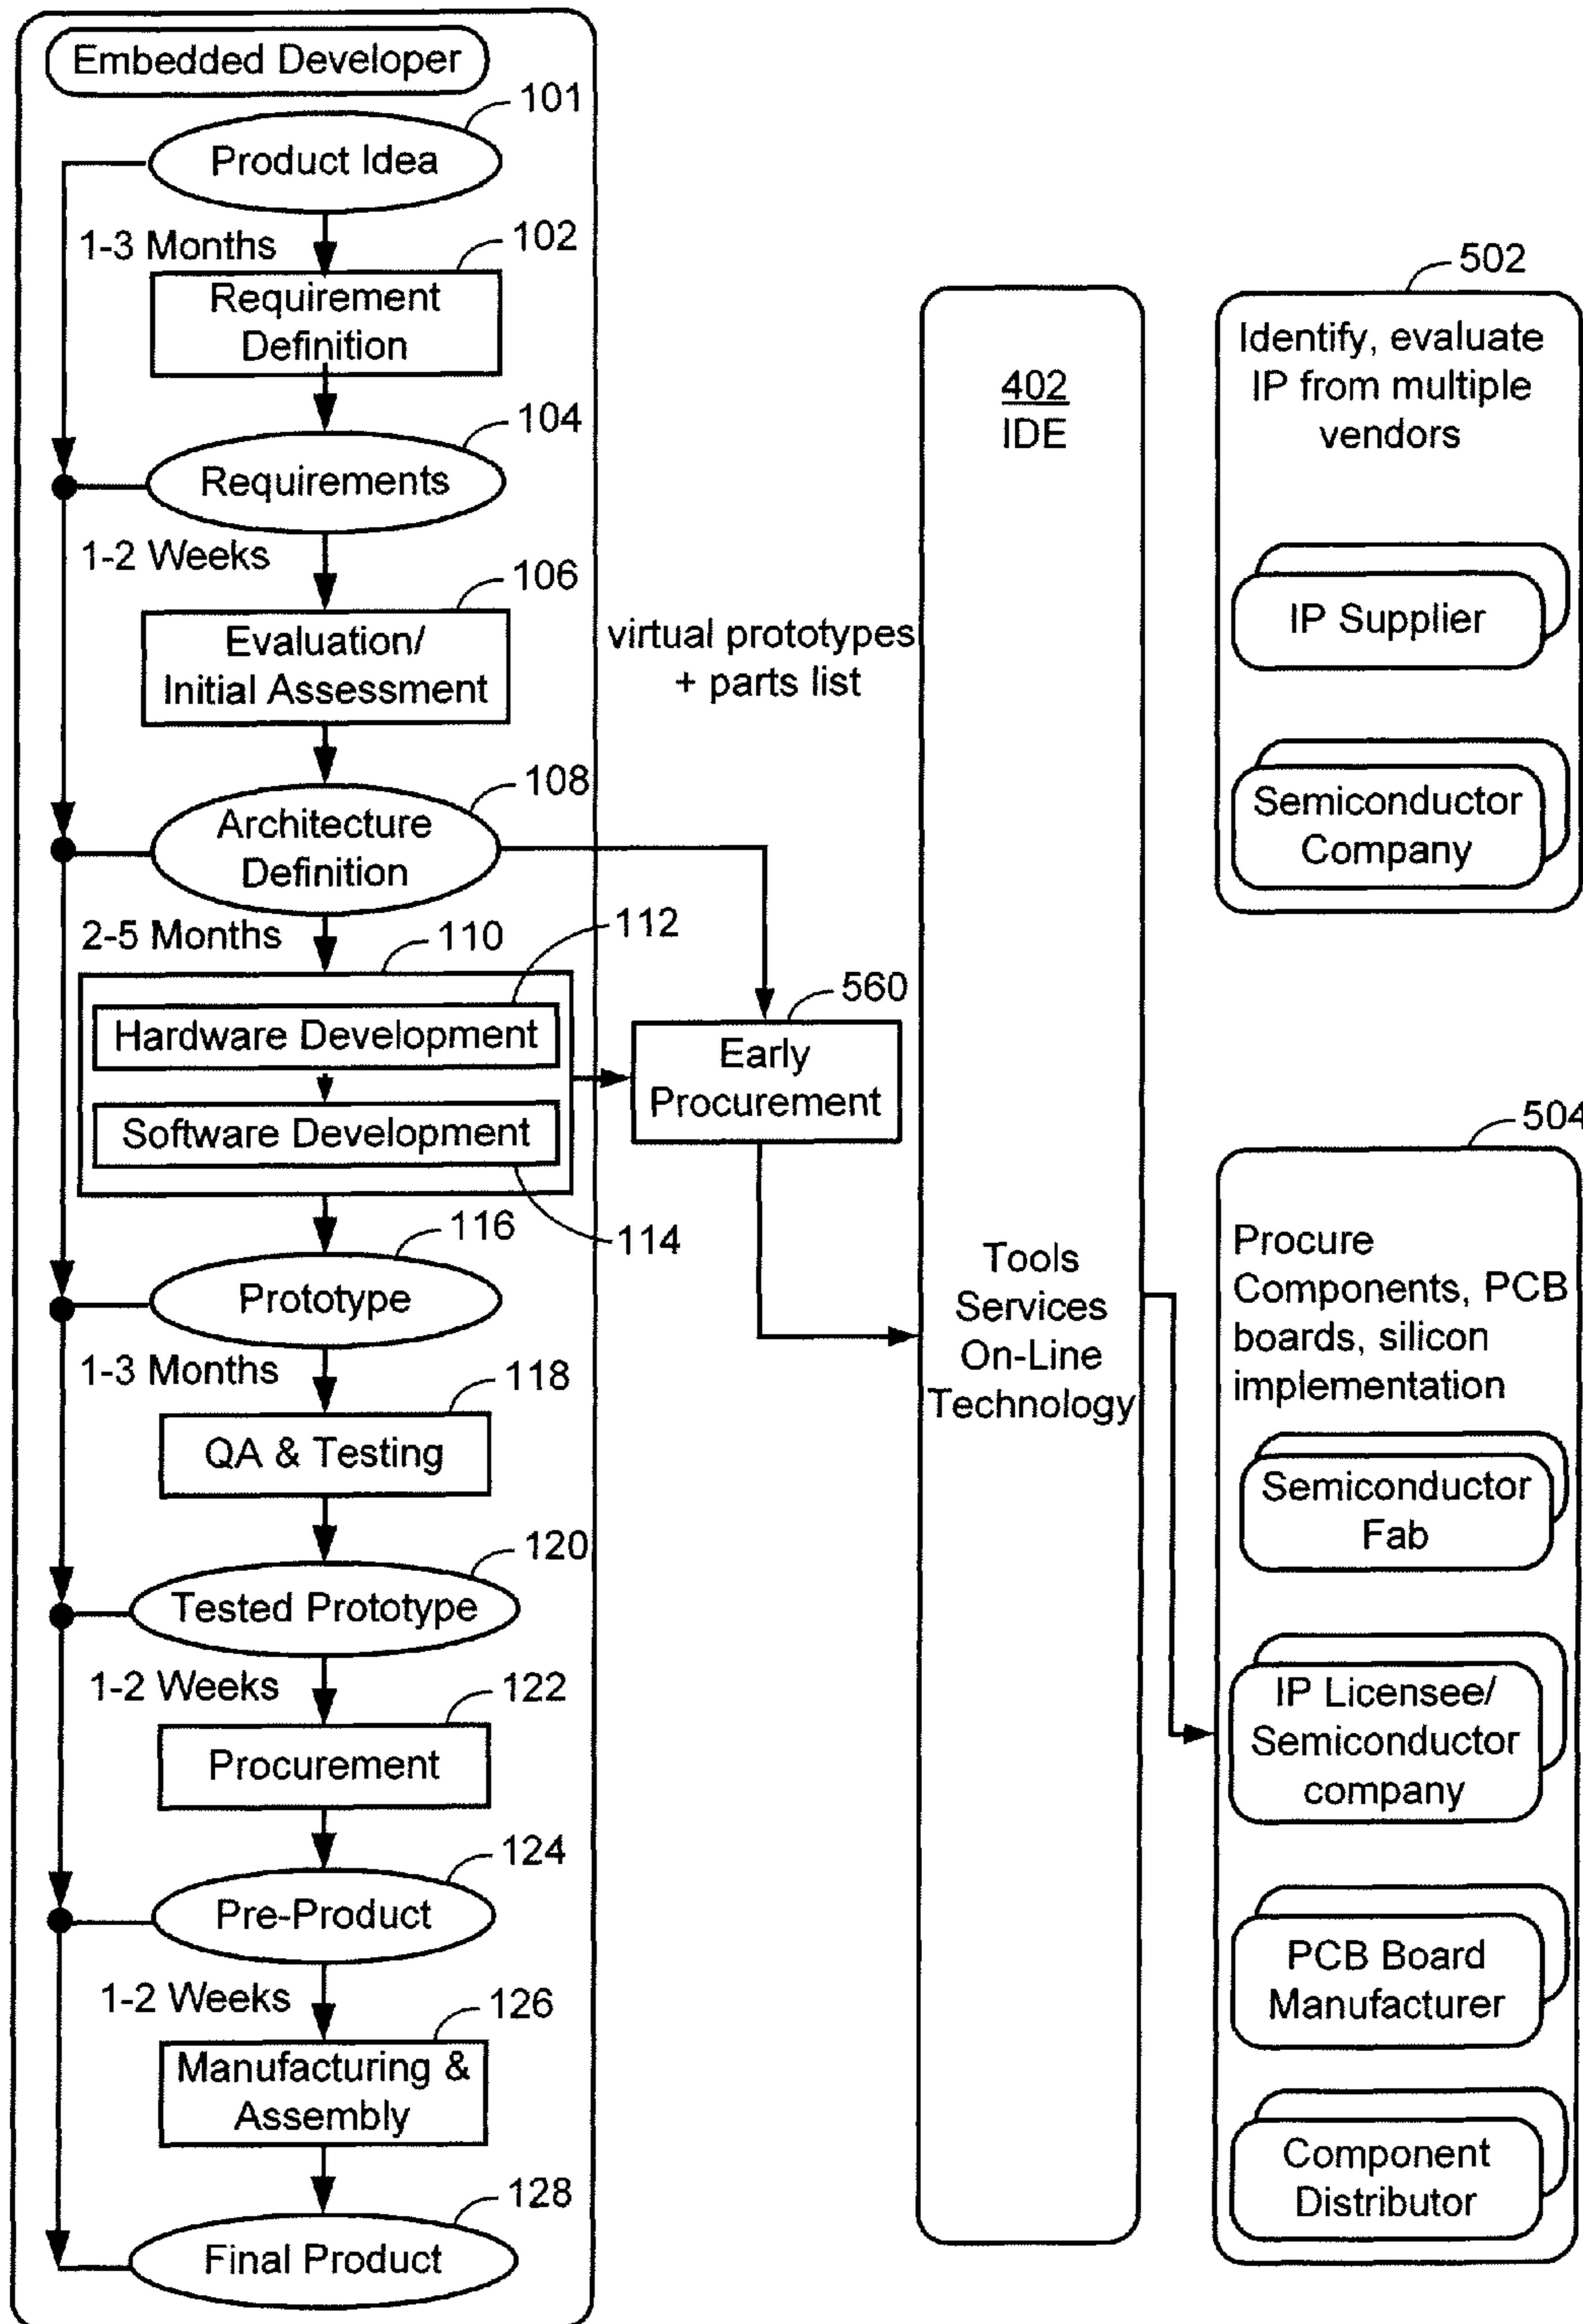 Embedded Developer
101
Product Idea
1-3 Months
102
Requirement
Definition
104
Requirements
1-2 Weeks
106
Evaluation/
Initial Assessment
108
Architecture
Definition
2-5 Months
110
112
Hardware Development
Software Development
114
116
Prototype
1-3 Months
118
QA & Testing
120
Tested Prototype
1-2 Weeks
122
Procurement
124
Pre-Product
1-2 Weeks
126
Manufacturing &
Assembly
128
Final Product
virtual prototypes
+ parts list
560
Early
Procurement
402
IDE
Tools
Services
On-Line
Technology
502
Identify, evaluate
IP from multiple
vendors
IP Supplier
Semiconductor
Company
504
Procure
Components, PCB
boards, silicon
implementation
Semiconductor
Fab
IP Licensee/
Semiconductor
company
PCB Board
Manufacturer
Component
Distributor